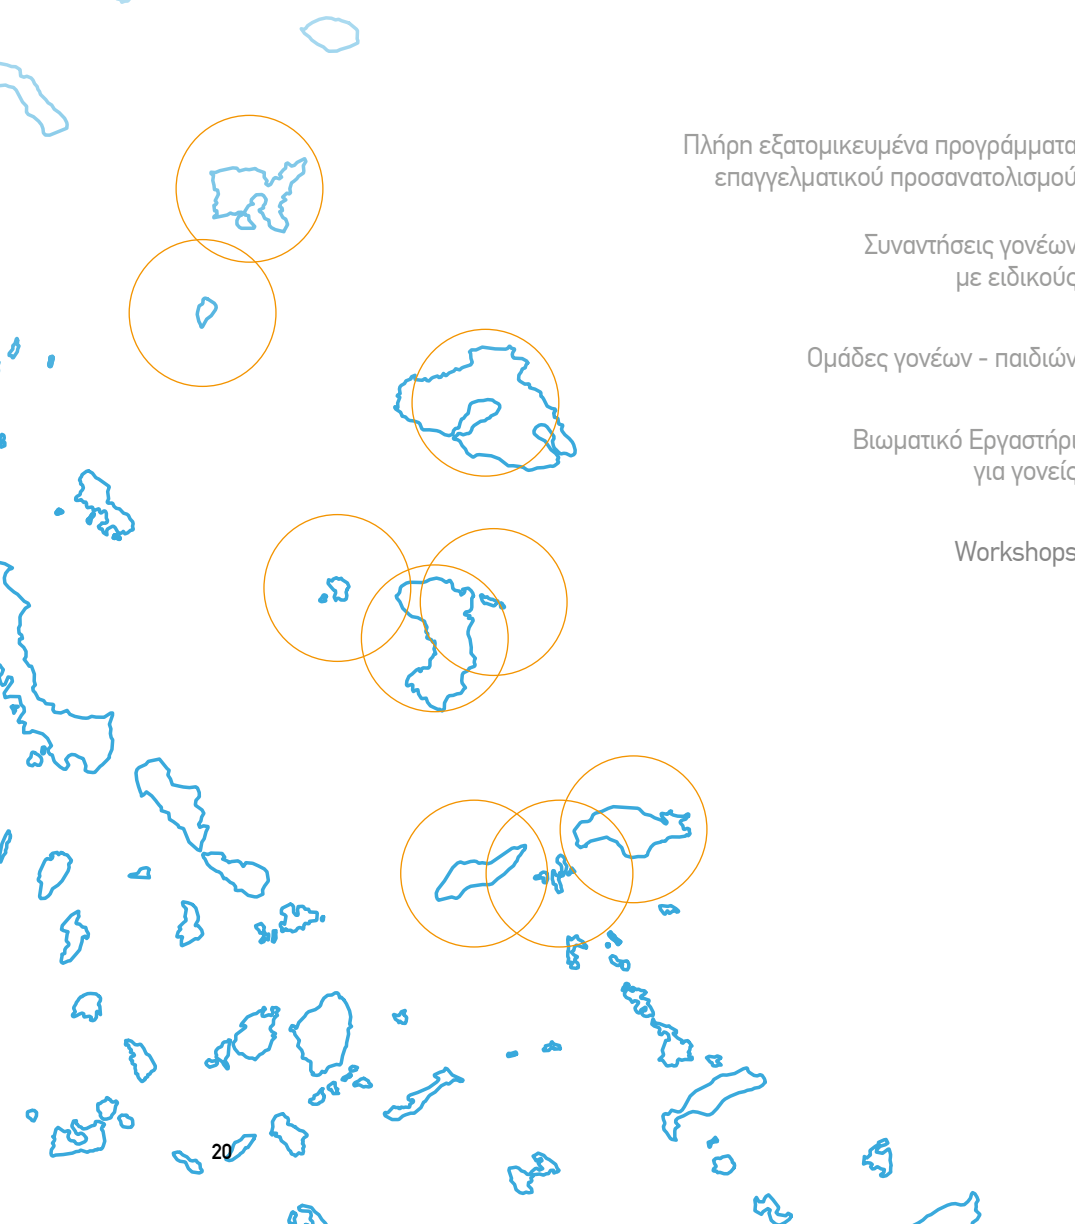 Πλήρη εξατομικευμένα προγράμματα
επαγγελματικού προσανατολισμού
Συναντήσεις γονέων
με ειδικούς
Ομάδες γονέων - παιδιών
Βιωματικό Εργαστήρι
για γονείς
Workshops
20